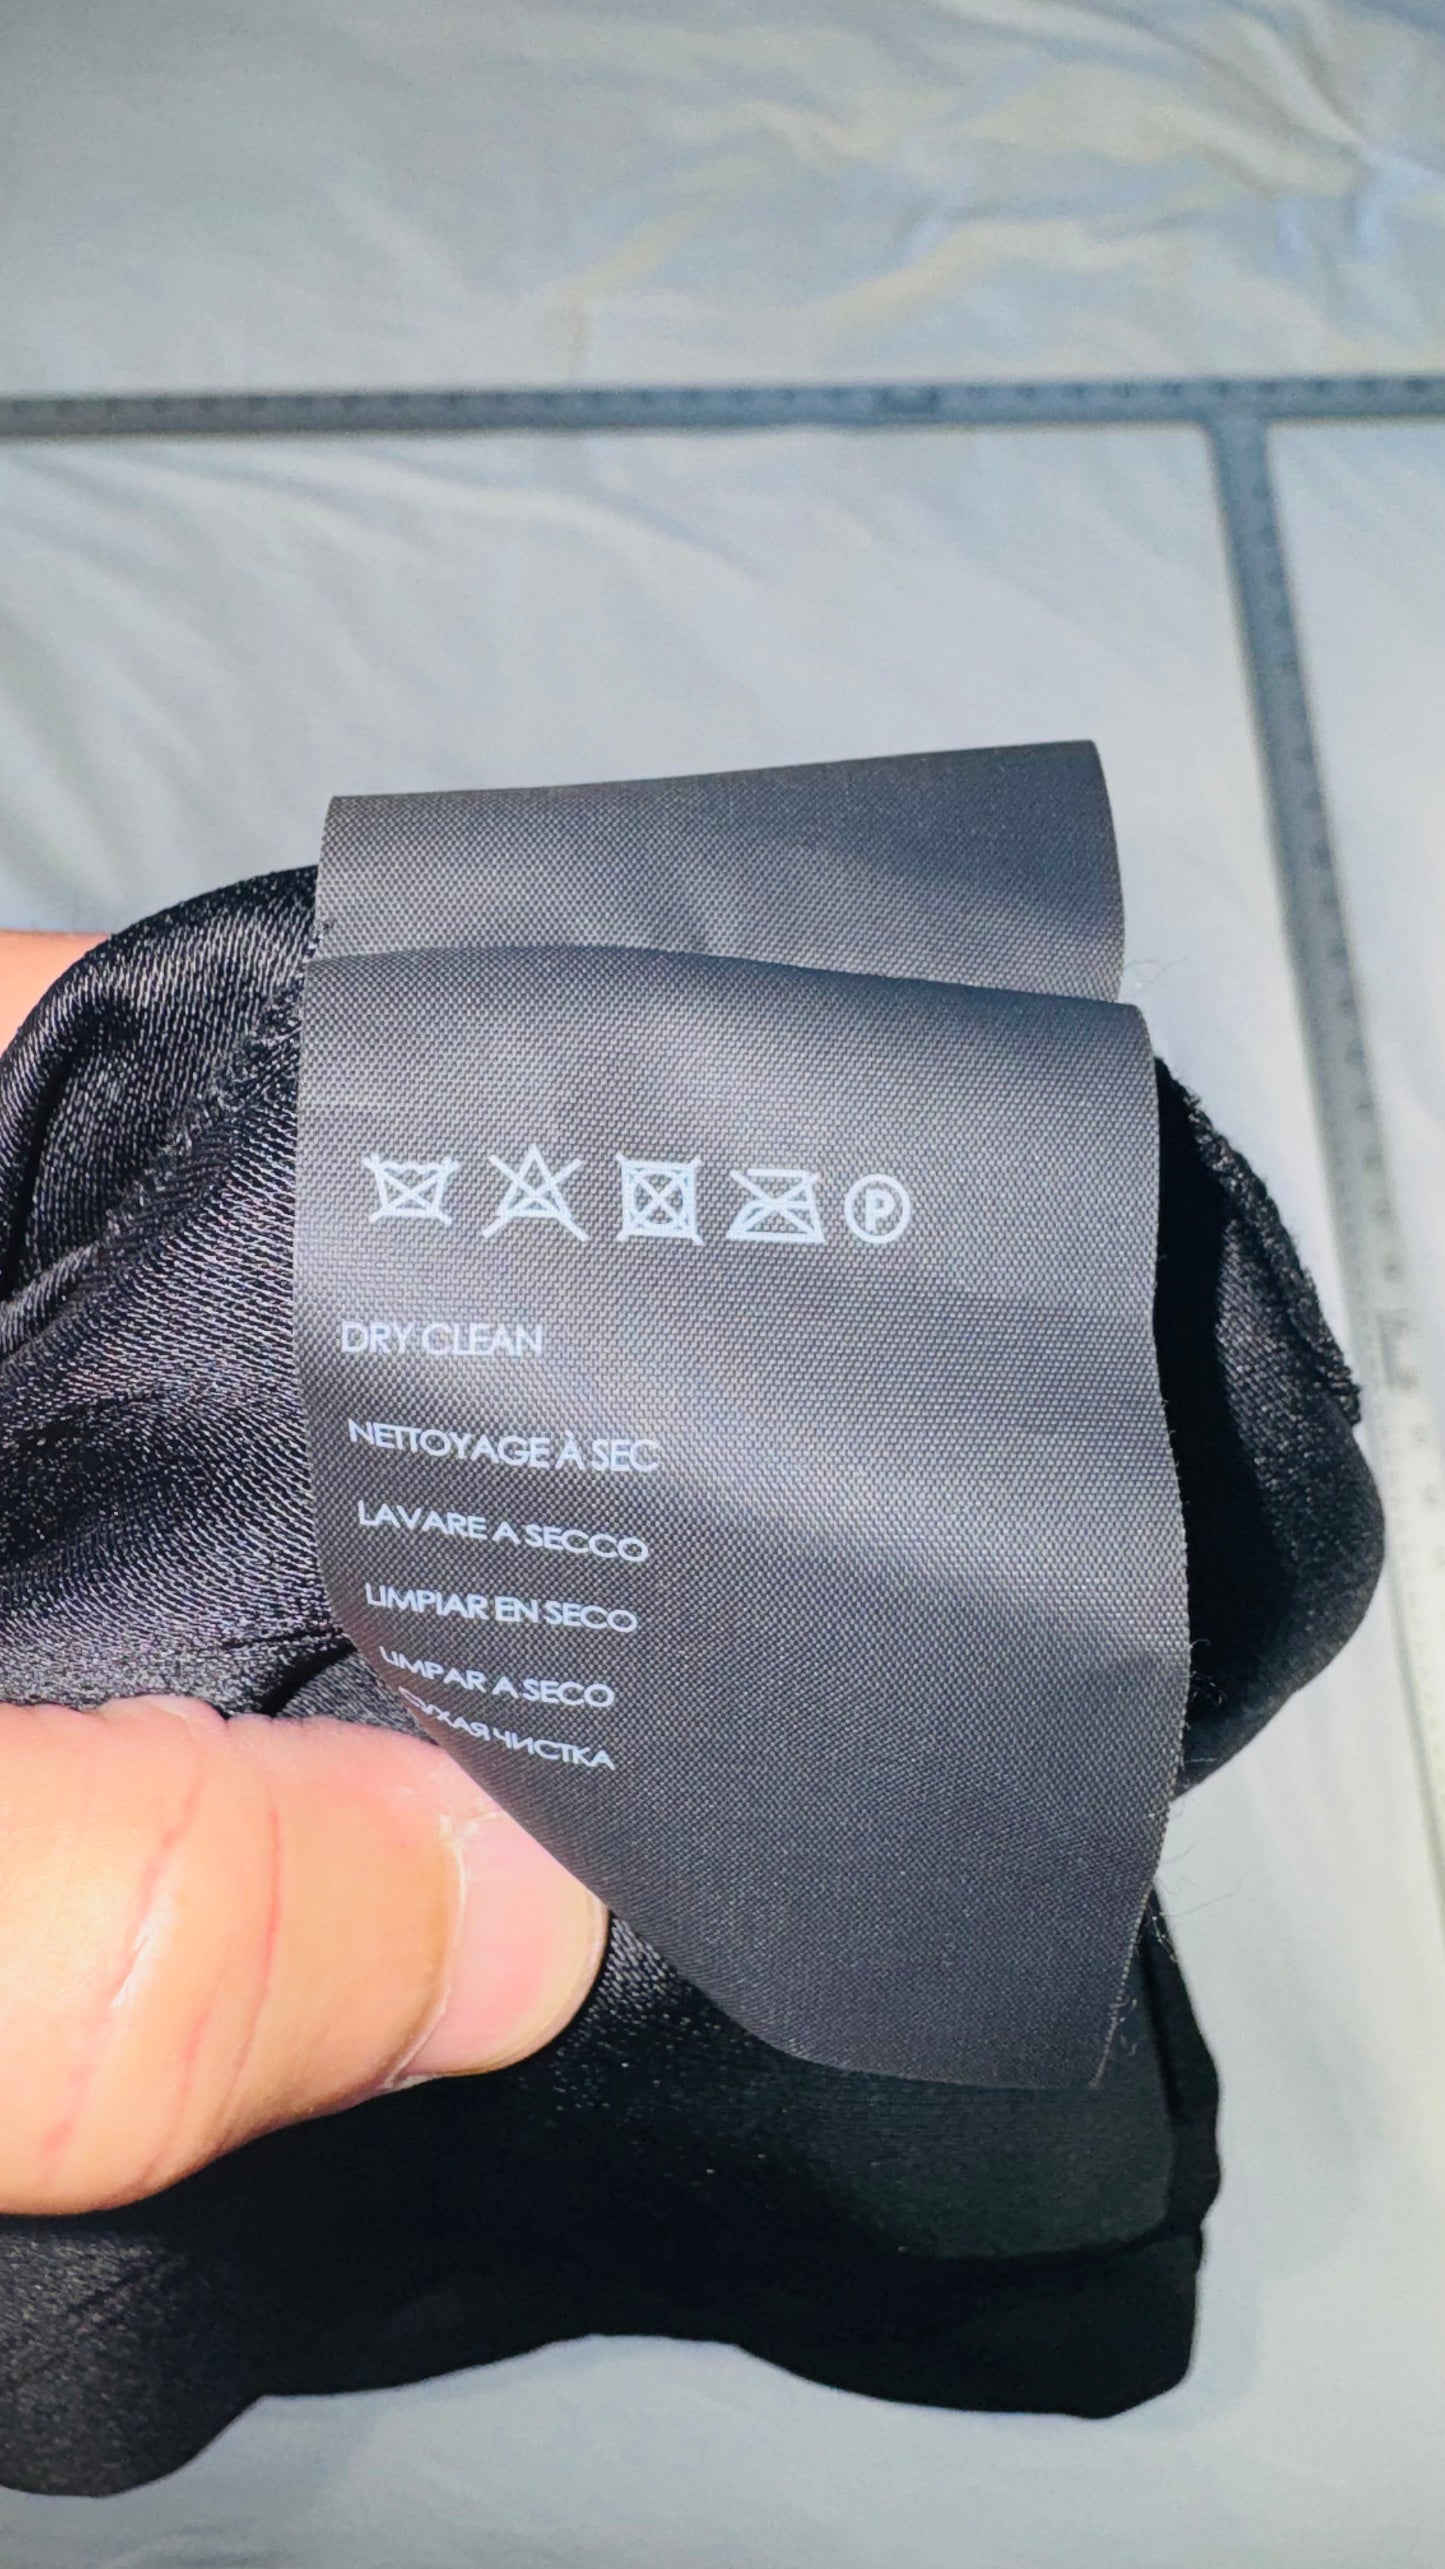 P
DRY CLEAN
NETTOYAGE À SEC
LAVARE A SECCO
LIMPIAR EN SECO
LIMPAR A SECO
СУХАЯ ЧИСТКА